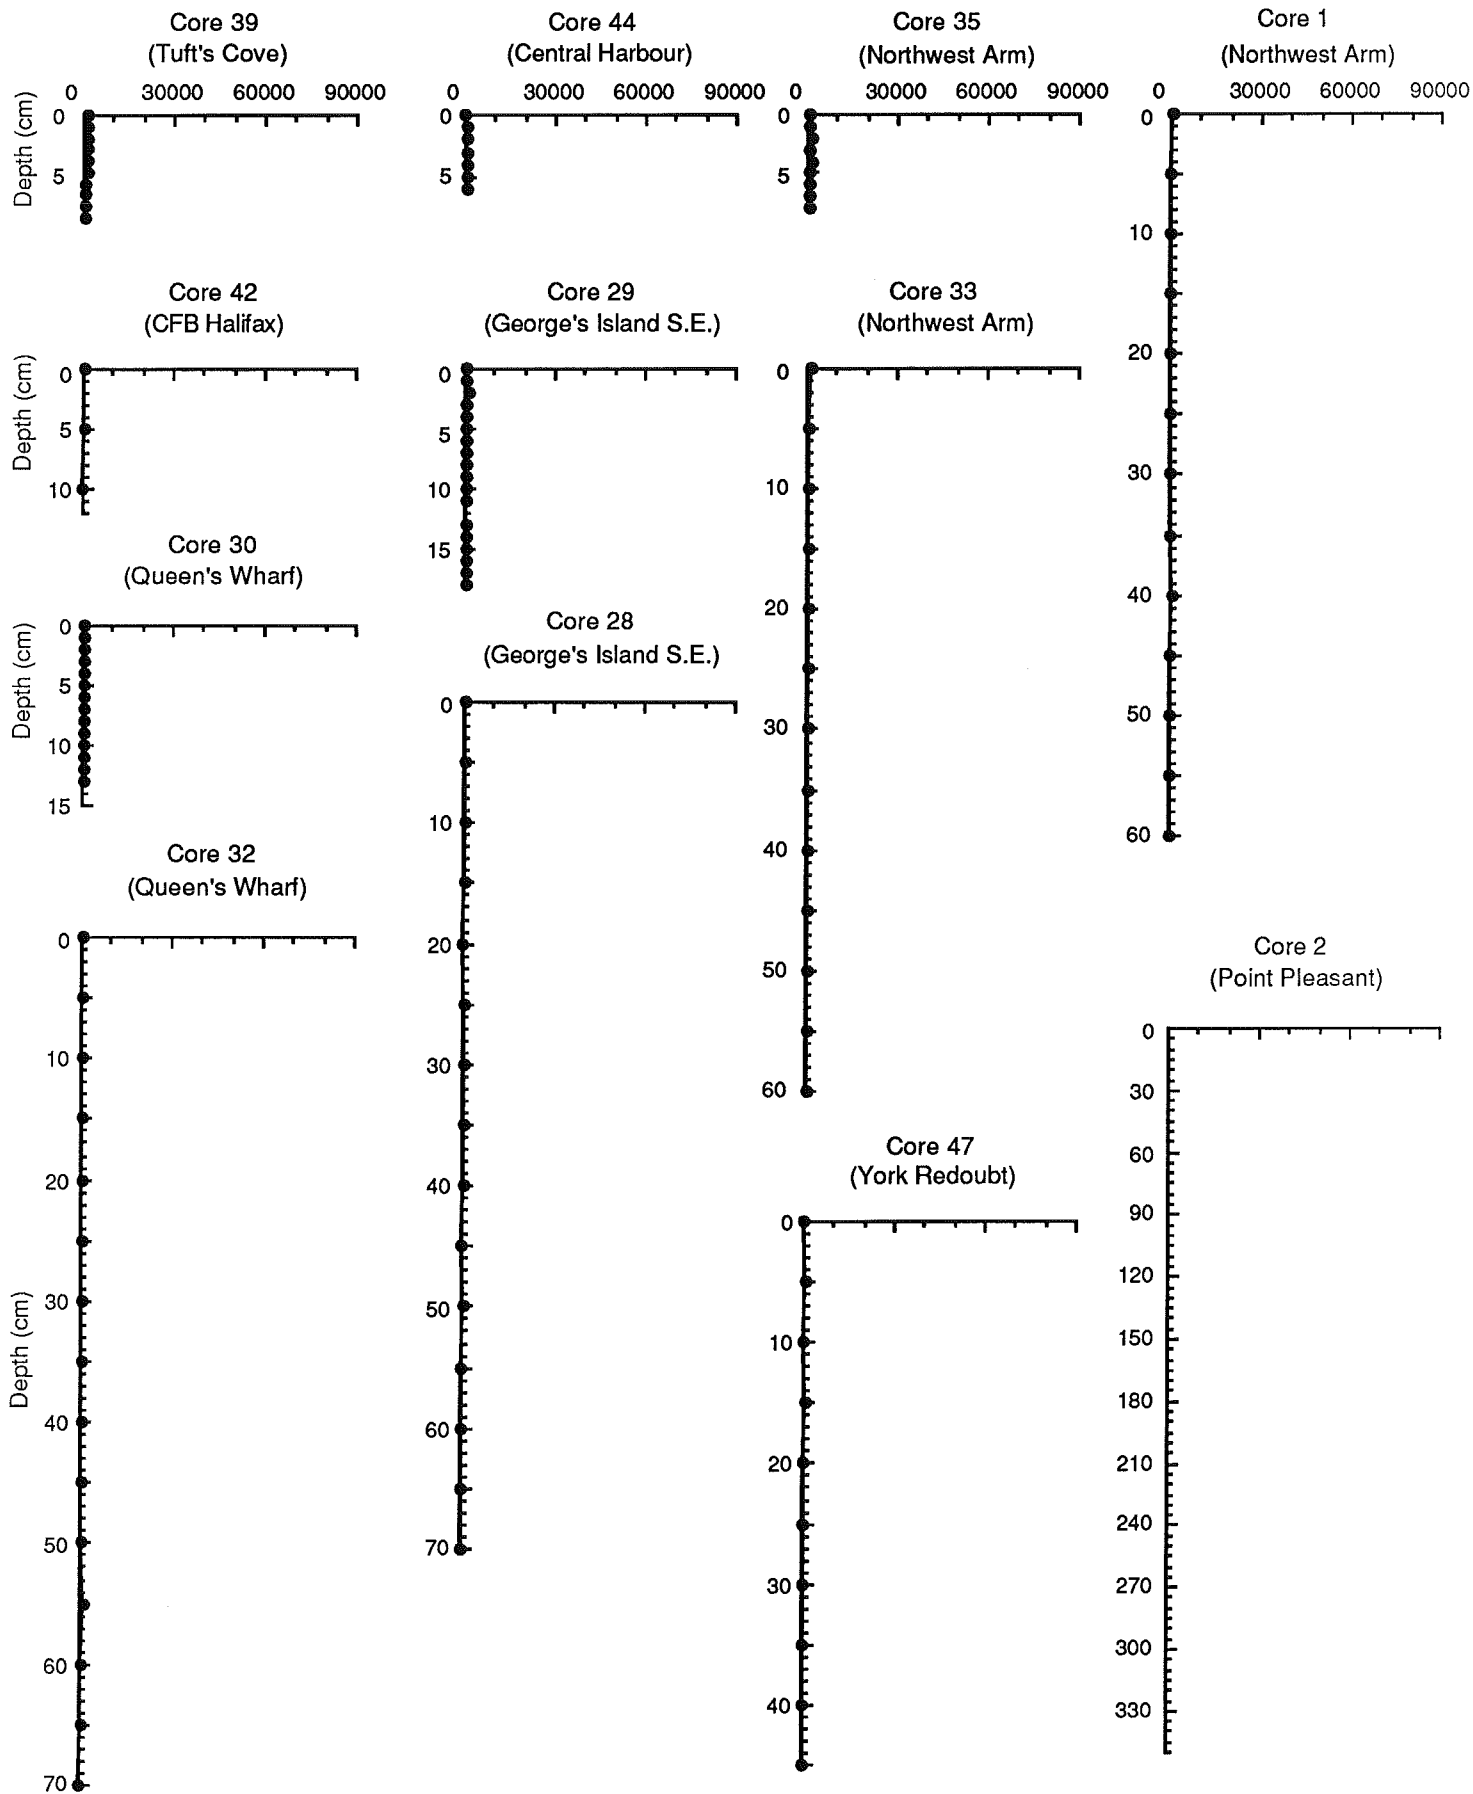 Core 39
(Tuft's Cove)
0 30000 60000 90000
Depth (cm)
0
5
Core 42
(CFB Halifax)
Depth (cm)
0
5
10
Core 30
(Queen's Wharf)
Depth (cm)
0
5
10
15
Core 32
(Queen's Wharf)
Depth (cm)
0
10
20
30
40
50
60
70
Core 44
(Central Harbour)
0 30000 60000 90000
0
5
Core 29
(George's Island S.E.)
0
5
10
15
Core 28
(George's Island S.E.)
0
10
20
30
40
50
60
70
Core 35
(Northwest Arm)
0 30000 60000 90000
0
5
Core 33
(Northwest Arm)
0
10
20
30
40
50
60
Core 47
(York Redoubt)
0
10
20
30
40
Core 1
(Northwest Arm)
0 30000 60000 90000
0
10
20
30
40
50
60
Core 2
(Point Pleasant)
0
30
60
90
120
150
180
210
240
270
300
330